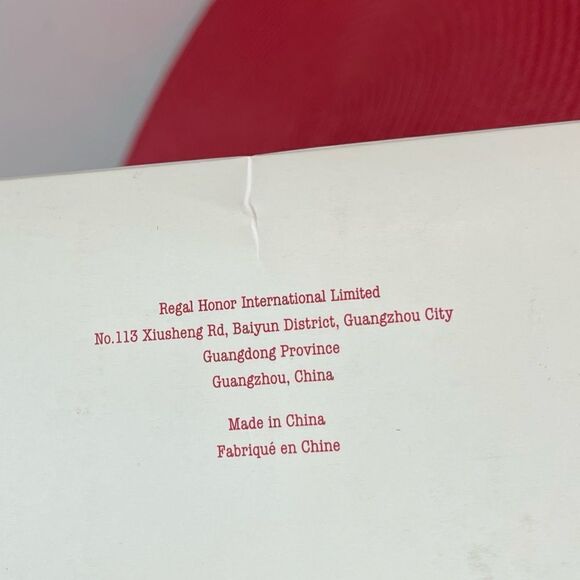 Regal Honor International Limited
No.113 Xiusheng Rd, Baiyun District, Guangzhou City
Guangdong Province
Guangzhou, China
Made in China
Fabriqué en Chine